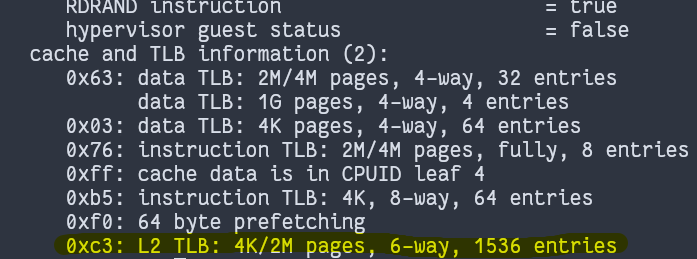 RDRAND instruction = true
hypervisor guest status = false
cache and TLB information (2):
0x63: data TLB: 2M/4M pages, 4-way, 32 entries
data TLB: 1G pages, 4-way, 4 entries
0x03: data TLB: 4K pages, 4-way, 64 entries
0x76: instruction TLB: 2M/4M pages, fully, 8 entries
0xff: cache data is in CPUID leaf 4
0xb5: instruction TLB: 4K, 8-way, 64 entries
0xf0: 64 byte prefetching
0xc3: L2 TLB: 4K/2M pages, 6-way, 1536 entries